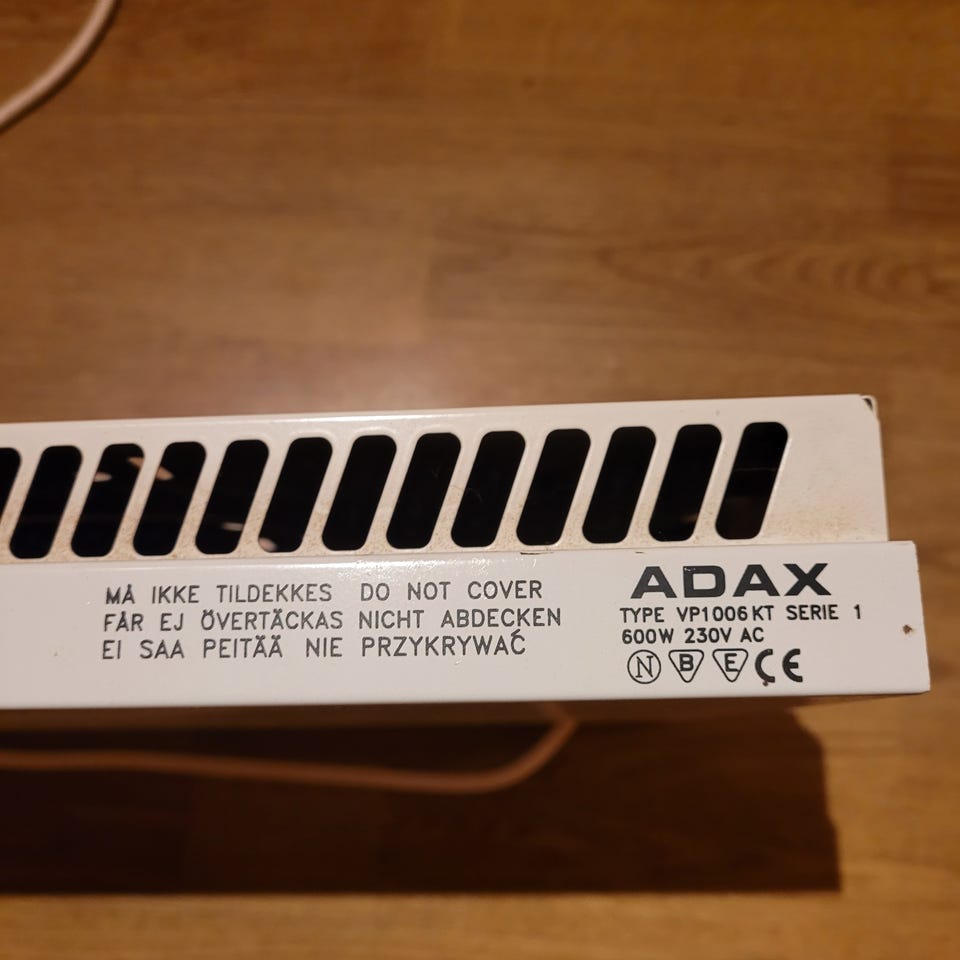 MÅ IKKE TILDEKKES DO NOT COVER
FÅR EJ ÖVERTÄCKAS NICHT ABDECKEN
EI SAA PEITÄÄ NIE PRZYKRYWAĆ
ADAX
TYPE VP1006 KT SERIE 1
600W 230V AC
N B E CE